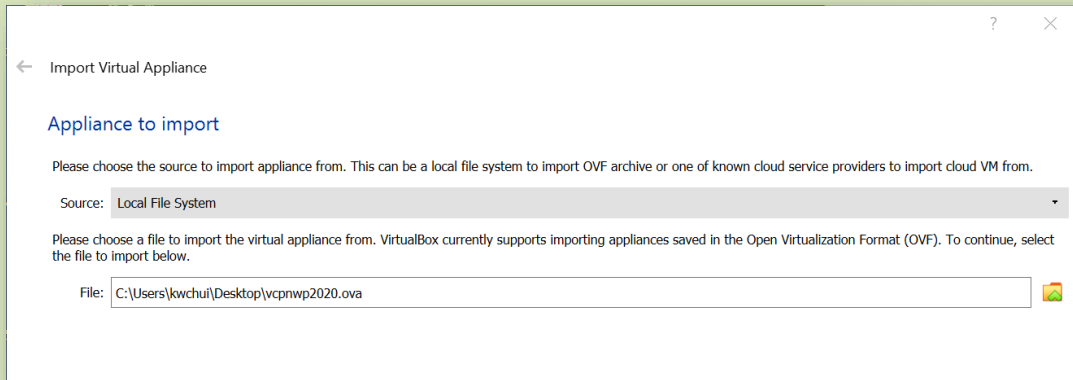 ?
Import Virtual Appliance
Appliance to import
Please choose the source to import appliance from. This can be a local file system to import OVF archive or one of known cloud service providers to import cloud VM from.
Source: Local File System
Please choose a file to import the virtual appliance from. VirtualBox currently supports importing appliances saved in the Open Virtualization Format (OVF). To continue, select
the file to import below.
File: C:\Users\kwchui\Desktop\vcpnwp2020.ova